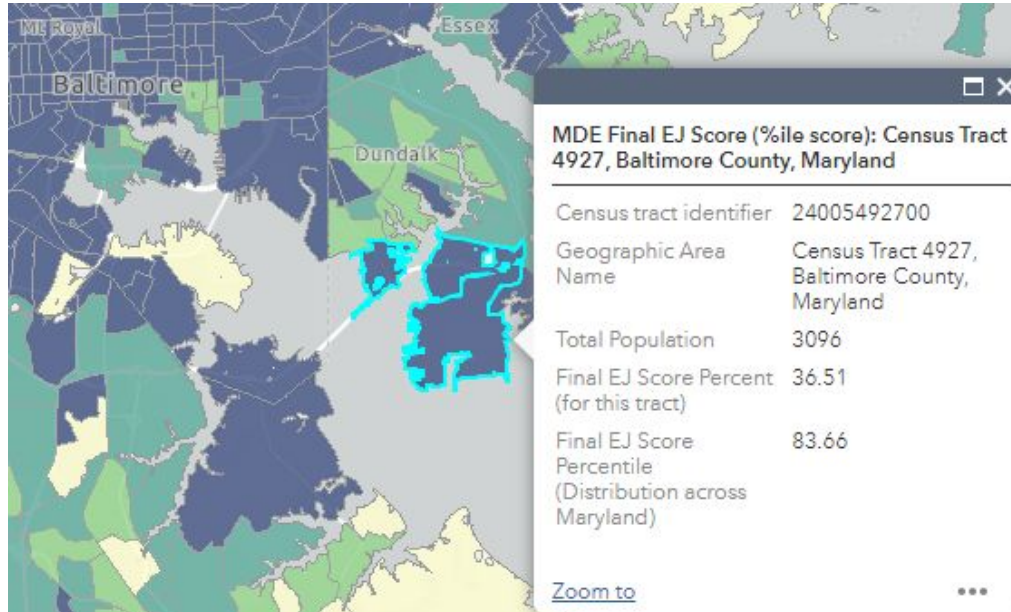 Mt Royal
Essex
Baltimore
Dundalk
MDE Final EJ Score (%ile score): Census Tract
4927, Baltimore County, Maryland
Census tract identifier 24005492700
Geographic Area Census Tract 4927,
Name Baltimore County,
Maryland
Total Population 3096
Final EJ Score Percent 36.51
(for this tract)
Final EJ Score 83.66
Percentile
(Distribution across
Maryland)
Zoom to